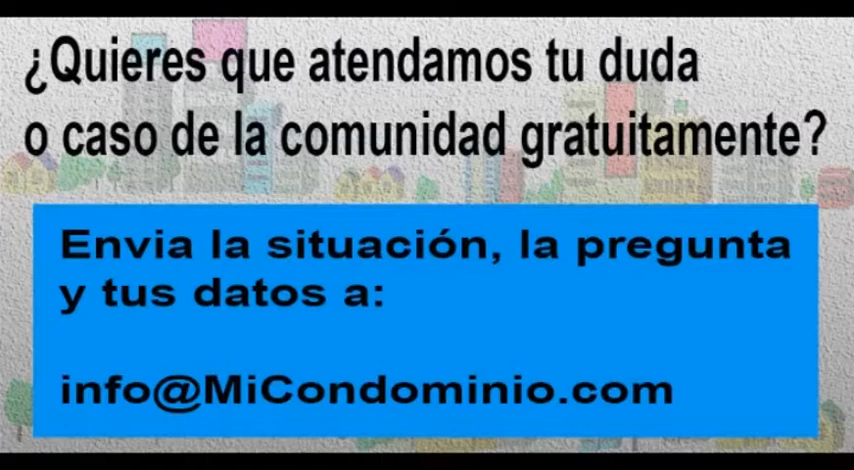 ¿Quieres que atendamos tu duda
o caso de la comunidad gratuitamente?
Envia la situación, la pregunta
y tus datos a:
info@MiCondominio.com